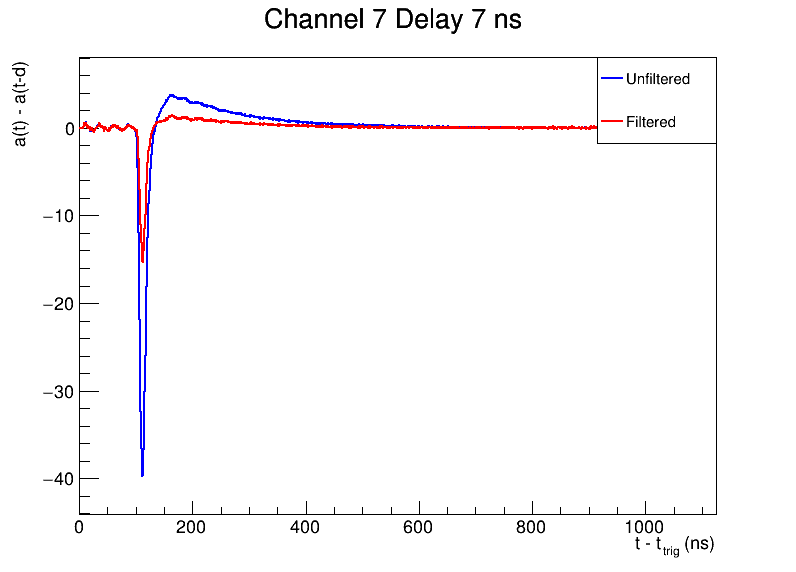 Channel 7 Delay 7 ns
a(t) - a(t-d)
Unfiltered
Filtered
0
−10
−20
−30
−40
0 200 400 600 800 1000
t - t_trig (ns)